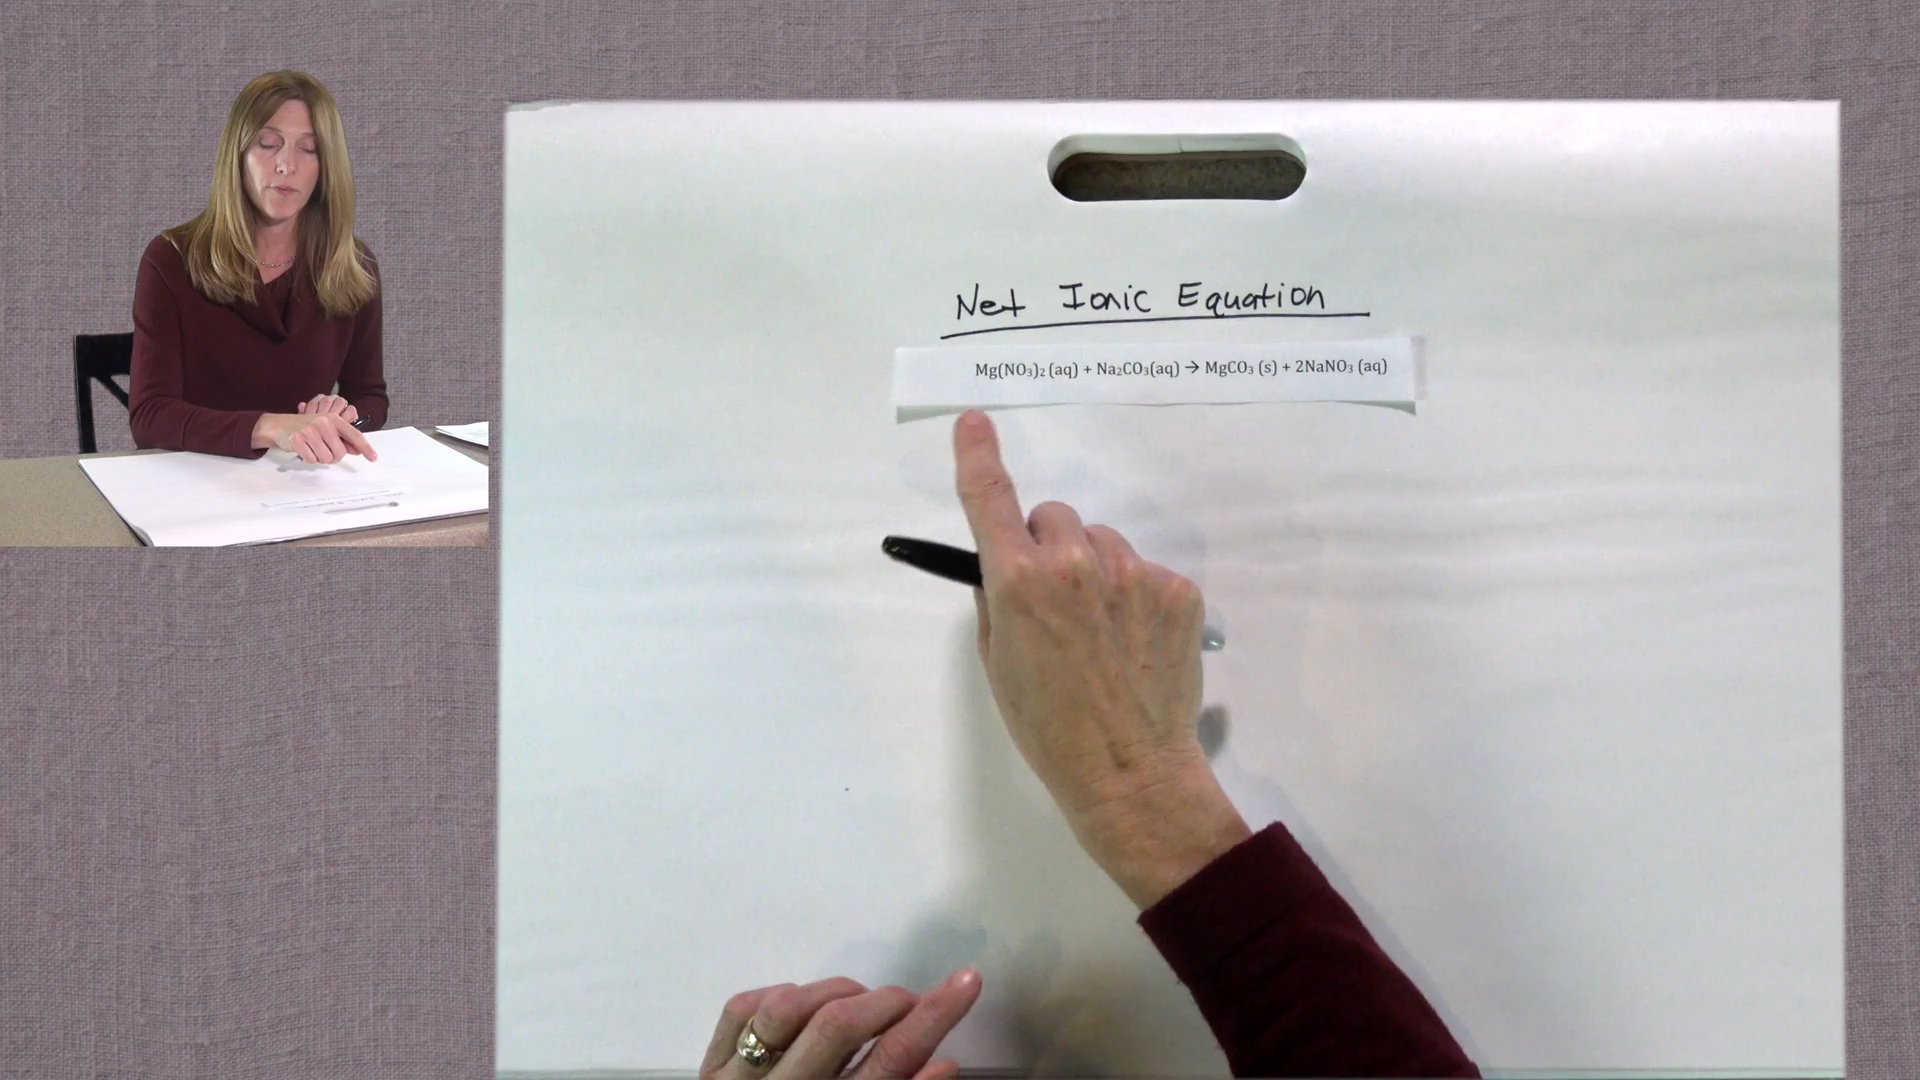 Net Ionic Equation
Mg(NO₃)₂ (aq) + Na₂CO₃(aq) → MgCO₃ (s) + 2NaNO₃ (aq)